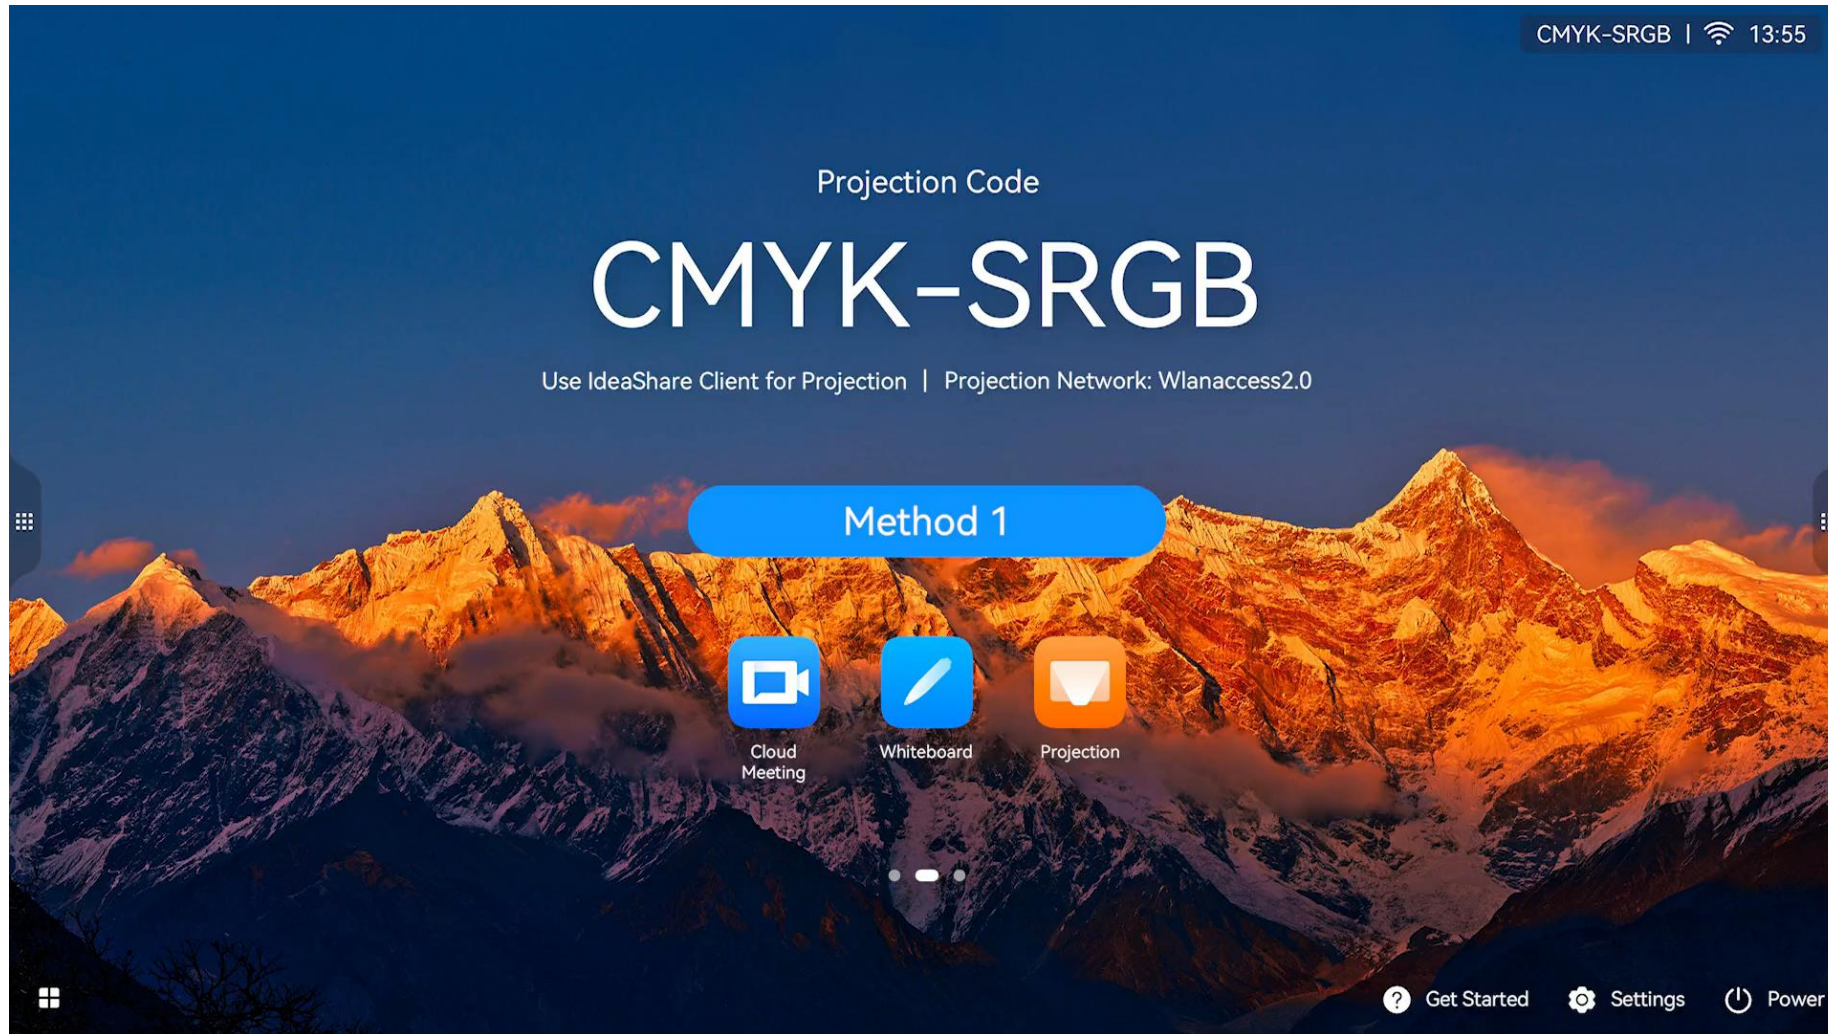 CMYK-SRGB | 13:55
Projection Code
CMYK-SRGB
Use IdeaShare Client for Projection | Projection Network: Wlanaccess2.0
Method 1
Cloud Meeting
Whiteboard
Projection
? Get Started
Settings
Power